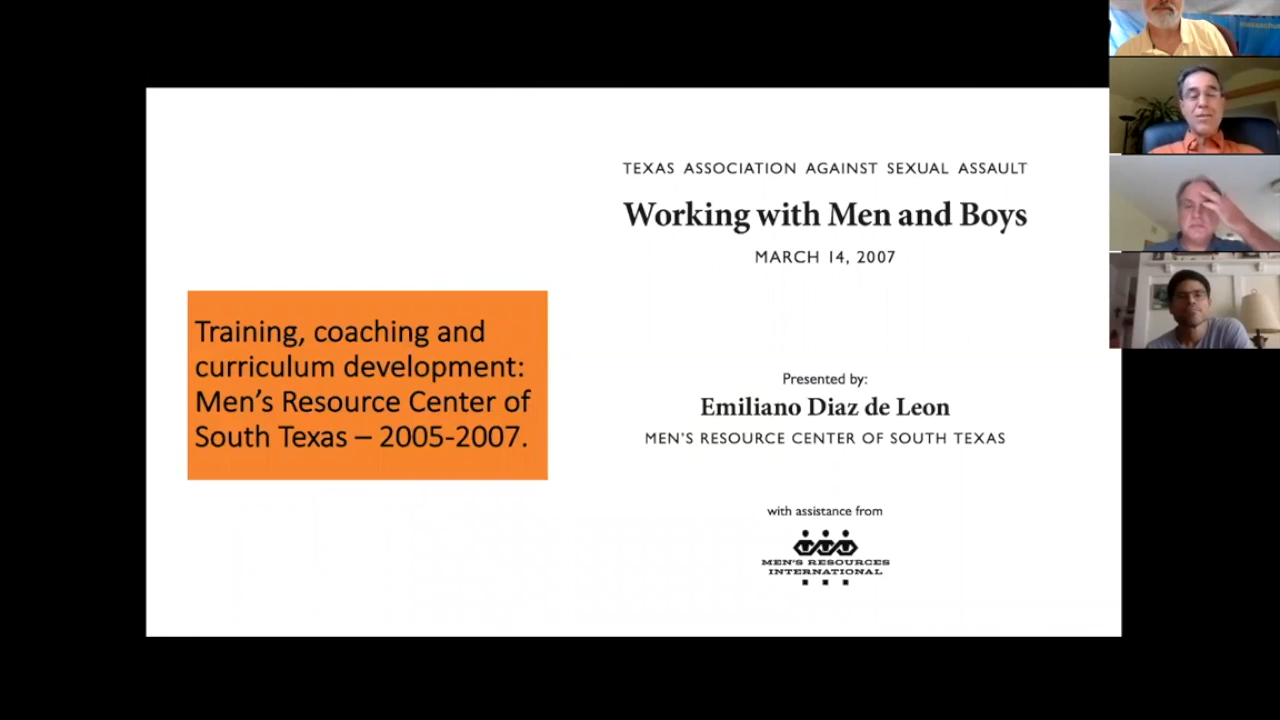 Training, coaching and
curriculum development:
Men's Resource Center of
South Texas – 2005-2007.
TEXAS ASSOCIATION AGAINST SEXUAL ASSAULT
Working with Men and Boys
MARCH 14, 2007
Presented by:
Emiliano Diaz de Leon
MEN'S RESOURCE CENTER OF SOUTH TEXAS
with assistance from
MEN'S RESOURCES
INTERNATIONAL